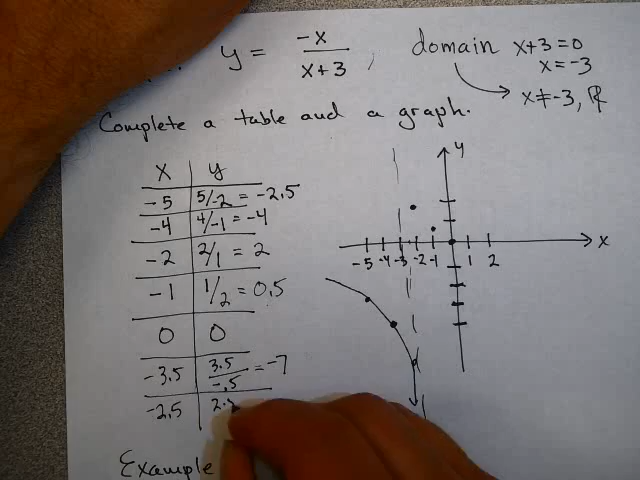 y = -x / x+3 , domain x+3=0
x=-3
x≠-3, ℝ
Complete a table and a graph.
x y
-5 5/-2 = -2.5
-4 4/-1 = -4
-2 2/1 = 2
-1 1/2 = 0.5
0 0
-3.5 3.5/-.5 = -7
-2.5
y
x
-5 -4 -3 -2 -1 1 2
Example